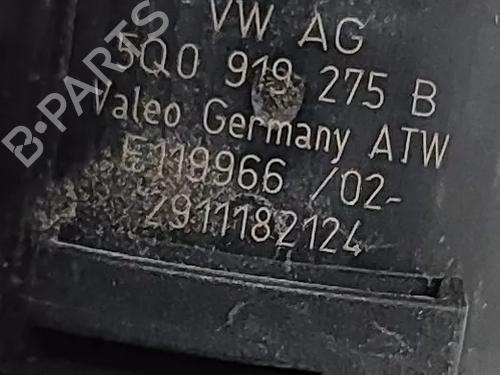 VW AG
5Q0 919 275 B
Valeo Germany ATW
E119966 /02-
2911182124
B-PARTS